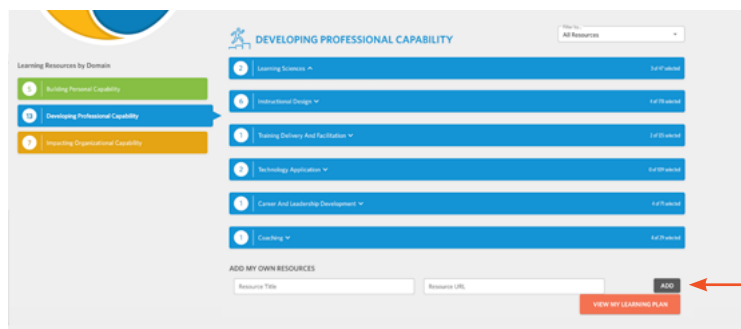 DEVELOPING PROFESSIONAL CAPABILITY
Filter by...
All Resources
Learning Resources by Domain
5 Building Personal Capability
13 Developing Professional Capability
7 Impacting Organizational Capability
2 Learning Sciences
6 Instructional Design
1 Training Delivery And Facilitation
2 Technology Application
1 Career And Leadership Development
1 Coaching
ADD MY OWN RESOURCES
Resource Title
Resource URL
ADD
VIEW MY LEARNING PLAN